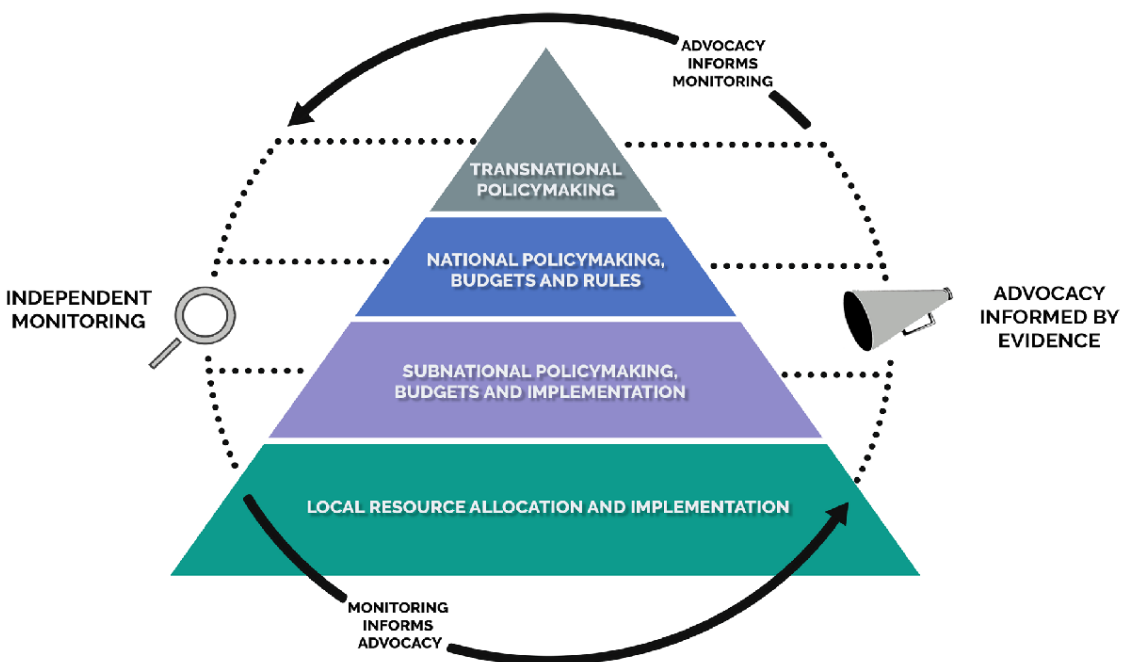 ADVOCACY
INFORMS
MONITORING
TRANSNATIONAL
POLICYMAKING
NATIONAL POLICYMAKING,
BUDGETS AND RULES
INDEPENDENT
MONITORING
ADVOCACY
INFORMED BY
EVIDENCE
SUBNATIONAL POLICYMAKING,
BUDGETS AND IMPLEMENTATION
LOCAL RESOURCE ALLOCATION AND IMPLEMENTATION
MONITORING
INFORMS
ADVOCACY